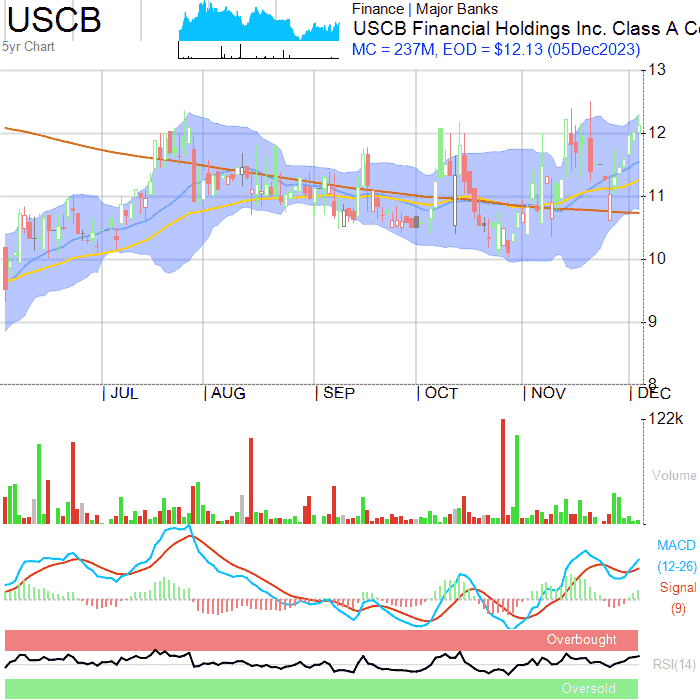 USCB
5yr Chart
Finance | Major Banks
USCB Financial Holdings Inc. Class A Co
MC = 237M, EOD = $12.13 (05Dec2023)
13
12
11
10
9
8
JUL AUG SEP OCT NOV DEC
122k
Volume
MACD
(12-26)
Signal
(9)
Overbought
RSI(14)
Oversold